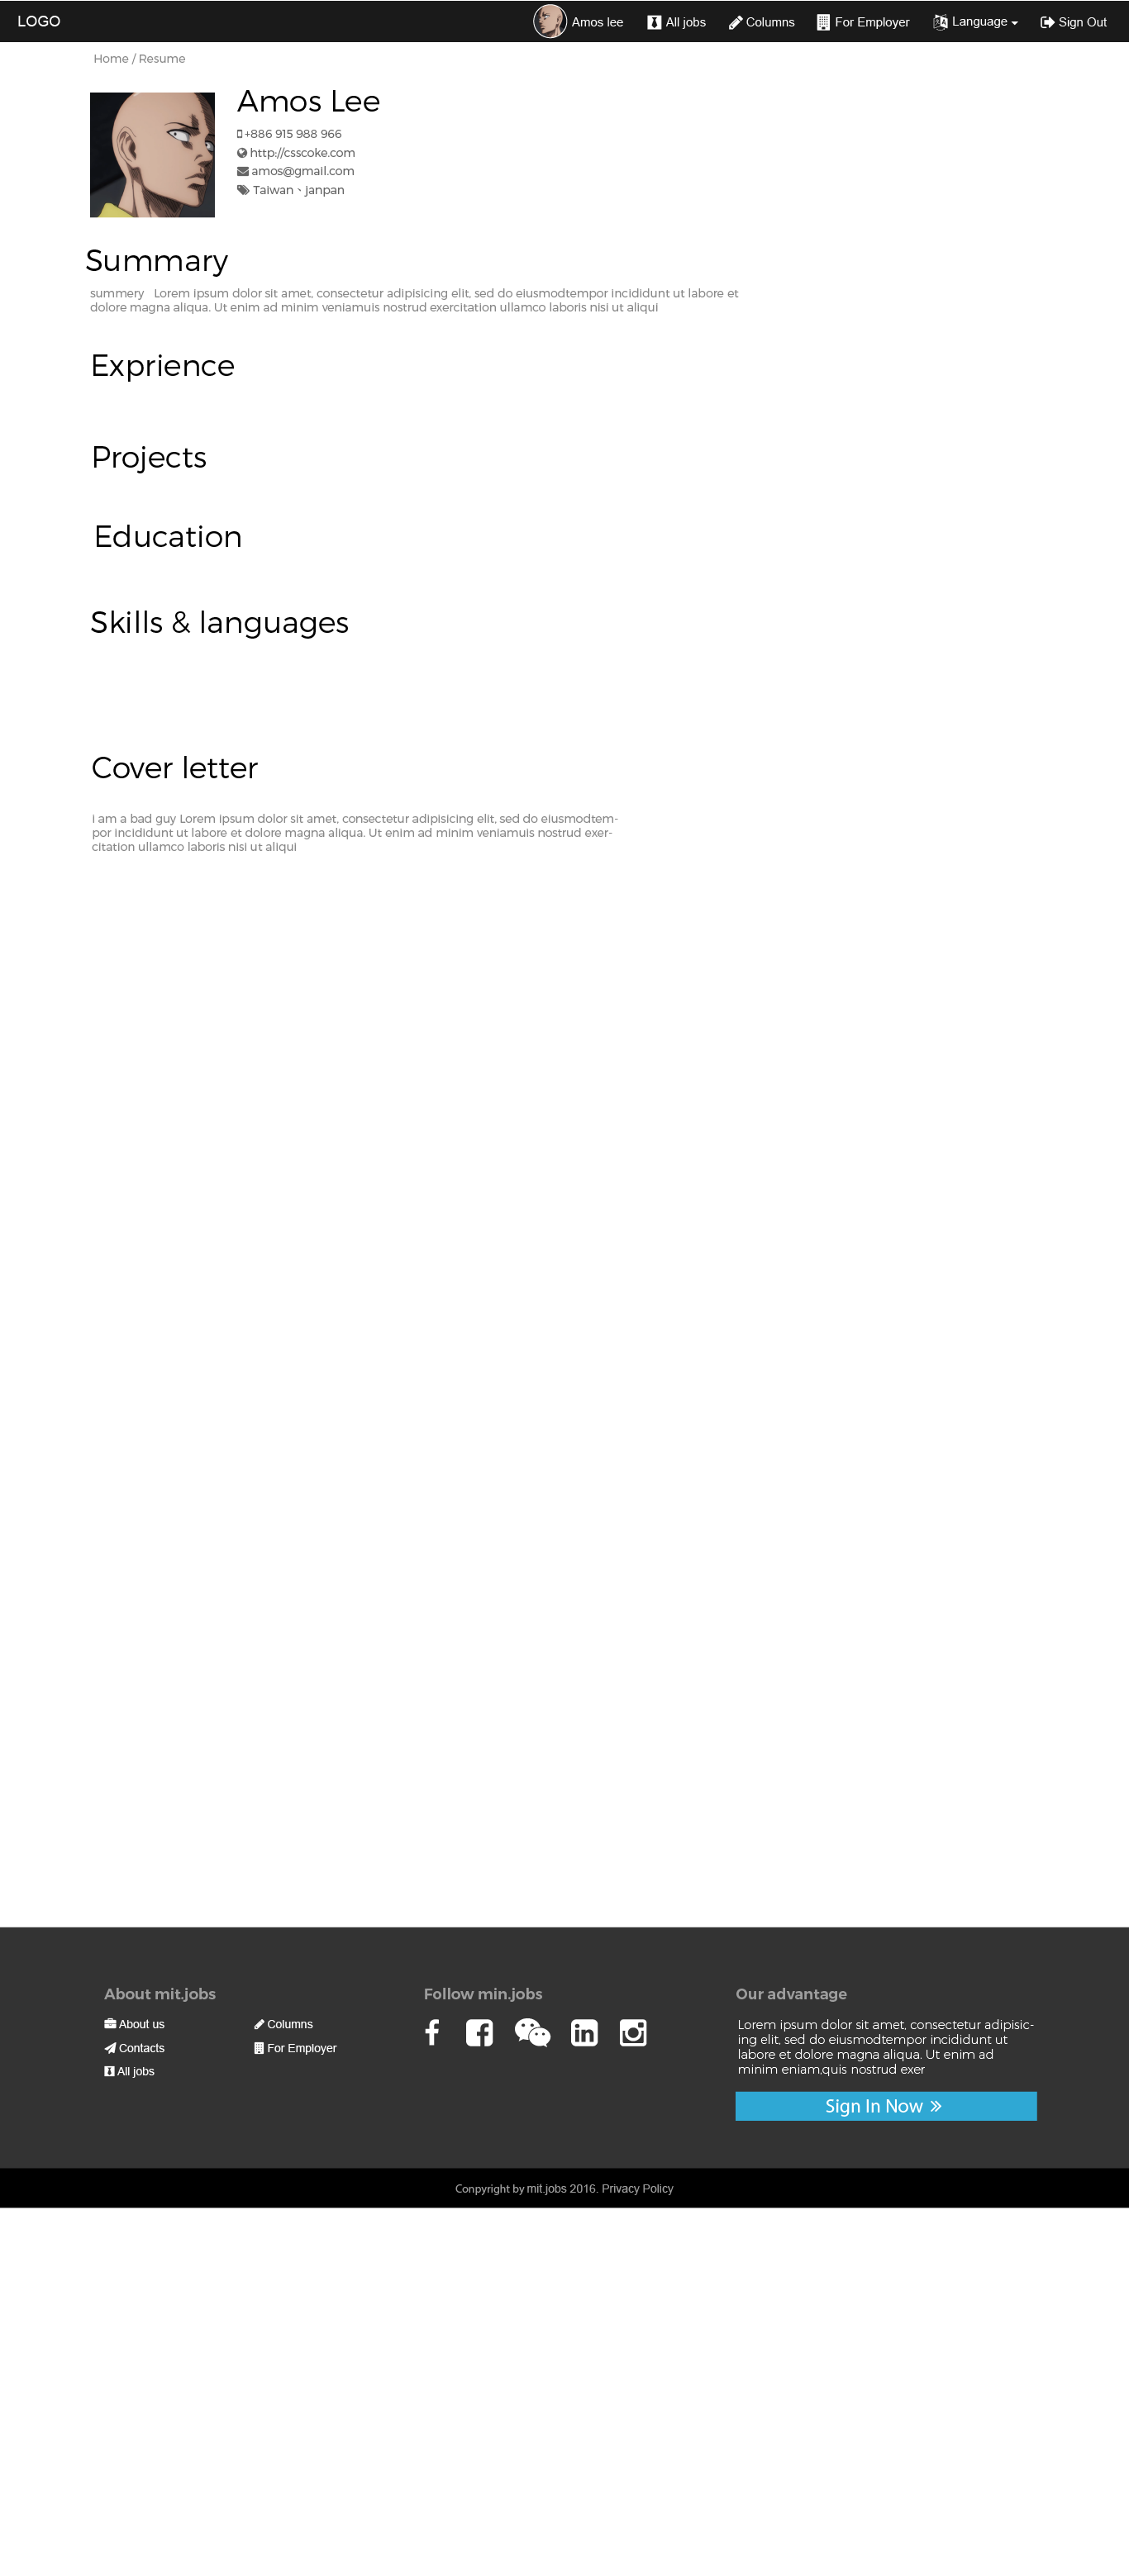 LOGO
Amos lee All jobs Columns For Employer Language Sign Out
Home / Resume
Amos Lee
+886 915 988 966
http://csscoke.com
amos@gmail.com
Taiwan、janpan
Summary
summery Lorem ipsum dolor sit amet, consectetur adipisicing elit, sed do eiusmodtempor incididunt ut labore et
dolore magna aliqua. Ut enim ad minim veniamuis nostrud exercitation ullamco laboris nisi ut aliqui
Exprience
Projects
Education
Skills & languages
Cover letter
i am a bad guy Lorem ipsum dolor sit amet, consectetur adipisicing elit, sed do eiusmodtem-
por incididunt ut labore et dolore magna aliqua. Ut enim ad minim veniamuis nostrud exer-
citation ullamco laboris nisi ut aliqui
About mit.jobs
About us
Contacts
All jobs
Columns
For Employer
Follow min.jobs
Our advantage
Lorem ipsum dolor sit amet, consectetur adipisic-
ing elit, sed do eiusmodtempor incididunt ut
labore et dolore magna aliqua. Ut enim ad
minim eniam,quis nostrud exer
Sign In Now »
Conpyright by mit.jobs 2016. Privacy Policy